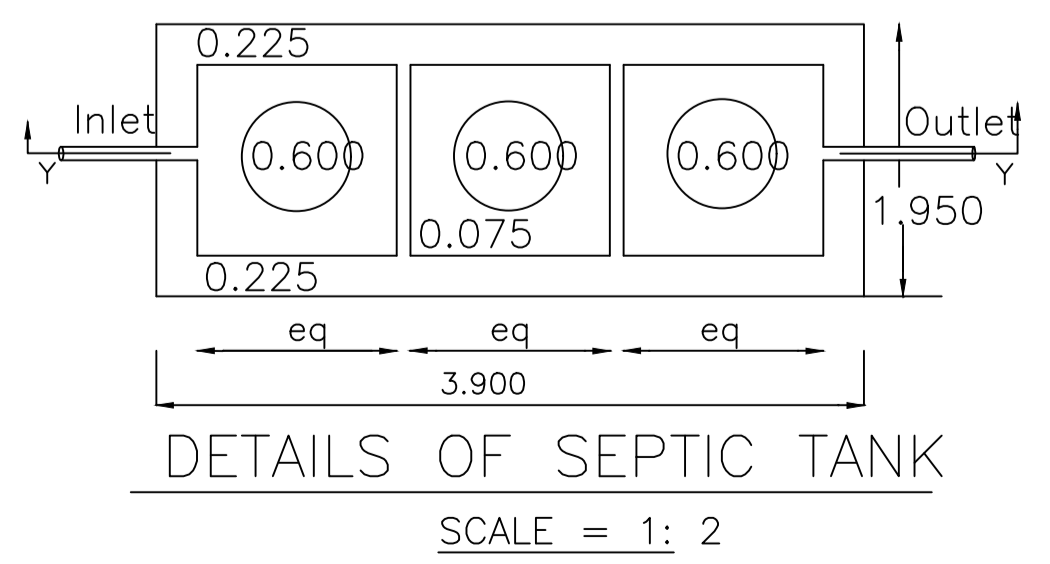 0.225
Inlet
Outlet
0.600 0.600 0.600
Y
Y
1.950
0.075
0.225
eq eq eq
3.900
DETAILS OF SEPTIC TANK
SCALE = 1: 2